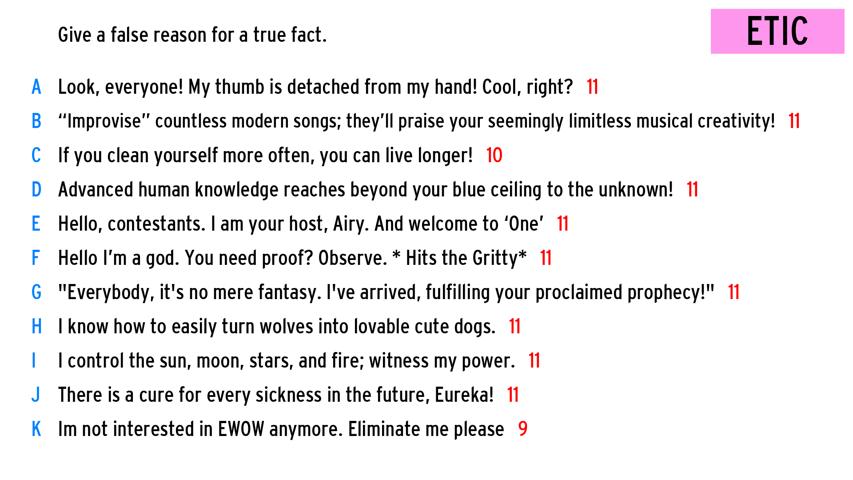 Give a false reason for a true fact.
ETIC
A Look, everyone! My thumb is detached from my hand! Cool, right? 11
B “Improvise” countless modern songs; they’ll praise your seemingly limitless musical creativity! 11
C If you clean yourself more often, you can live longer! 10
D Advanced human knowledge reaches beyond your blue ceiling to the unknown! 11
E Hello, contestants. I am your host, Airy. And welcome to ‘One’ 11
F Hello I’m a god. You need proof? Observe. * Hits the Gritty* 11
G "Everybody, it's no mere fantasy. I've arrived, fulfilling your proclaimed prophecy!" 11
H I know how to easily turn wolves into lovable cute dogs. 11
I I control the sun, moon, stars, and fire; witness my power. 11
J There is a cure for every sickness in the future, Eureka! 11
K Im not interested in EWOW anymore. Eliminate me please 9